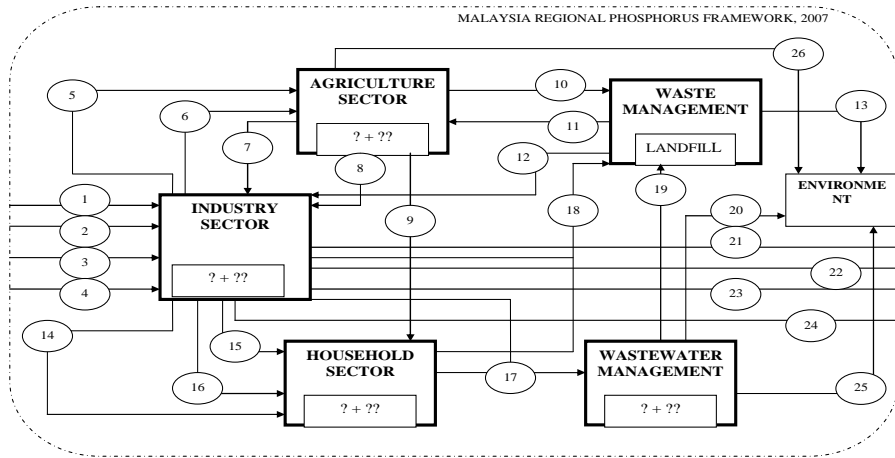 MALAYSIA REGIONAL PHOSPHORUS FRAMEWORK, 2007
26
AGRICULTURE
SECTOR
? + ??
5
6
7
8
10
11
12
WASTE
MANAGEMENT
LANDFILL
13
ENVIRONME
NT
1
2
3
4
INDUSTRY
SECTOR
? + ??
9
18
19
20
21
22
23
24
14
15
16
HOUSEHOLD
SECTOR
? + ??
17
WASTEWATER
MANAGEMENT
? + ??
25